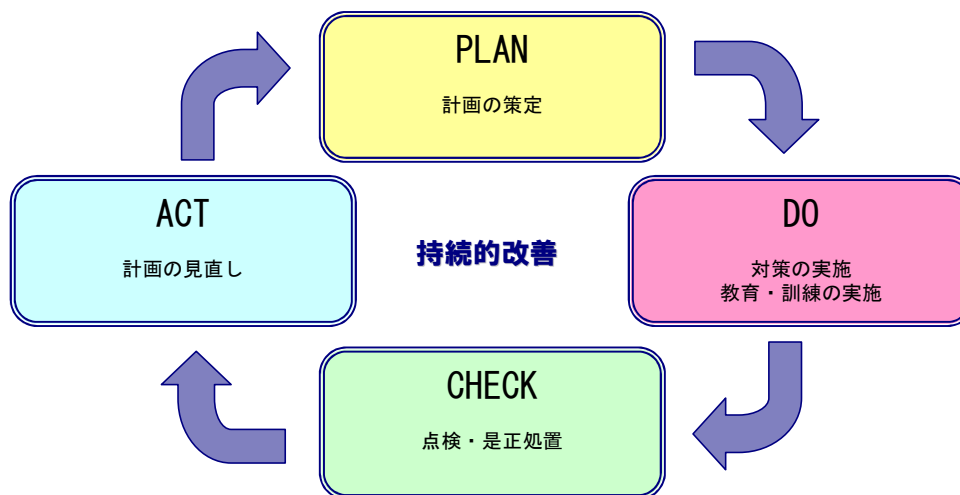 PLAN
計画の策定
ACT
計画の見直し
持続的改善
DO
対策の実施
教育・訓練の実施
CHECK
点検・是正処置